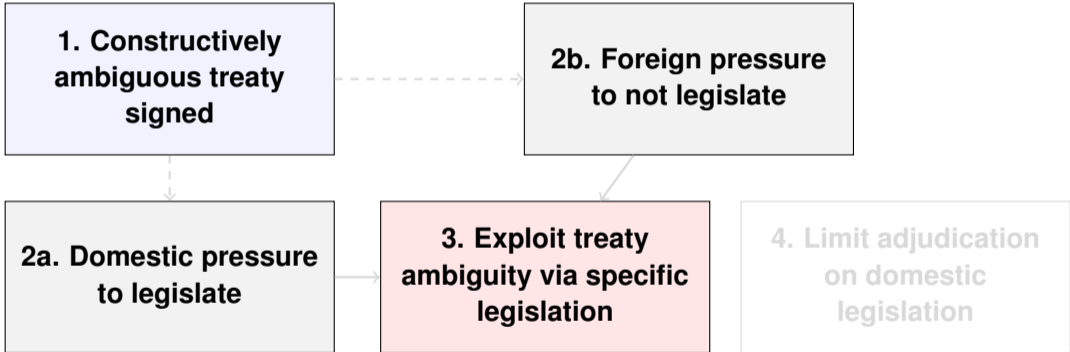 1. Constructively
ambiguous treaty
signed
2b. Foreign pressure
to not legislate
2a. Domestic pressure
to legislate
3. Exploit treaty
ambiguity via specific
legislation
4. Limit adjudication
on domestic
legislation